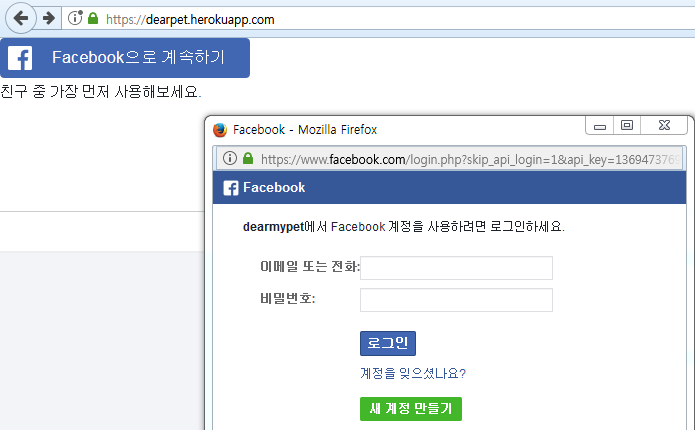 https://dearpet.herokuapp.com
Facebook으로 계속하기
친구 중 가장 먼저 사용해보세요.
Facebook - Mozilla Firefox
https://www.facebook.com/login.php?skip_api_login=1&api_key=1369473769
Facebook
dearmypet에서 Facebook 계정을 사용하려면 로그인하세요.
이메일 또는 전화:
비밀번호:
로그인
계정을 잊으셨나요?
새 계정 만들기